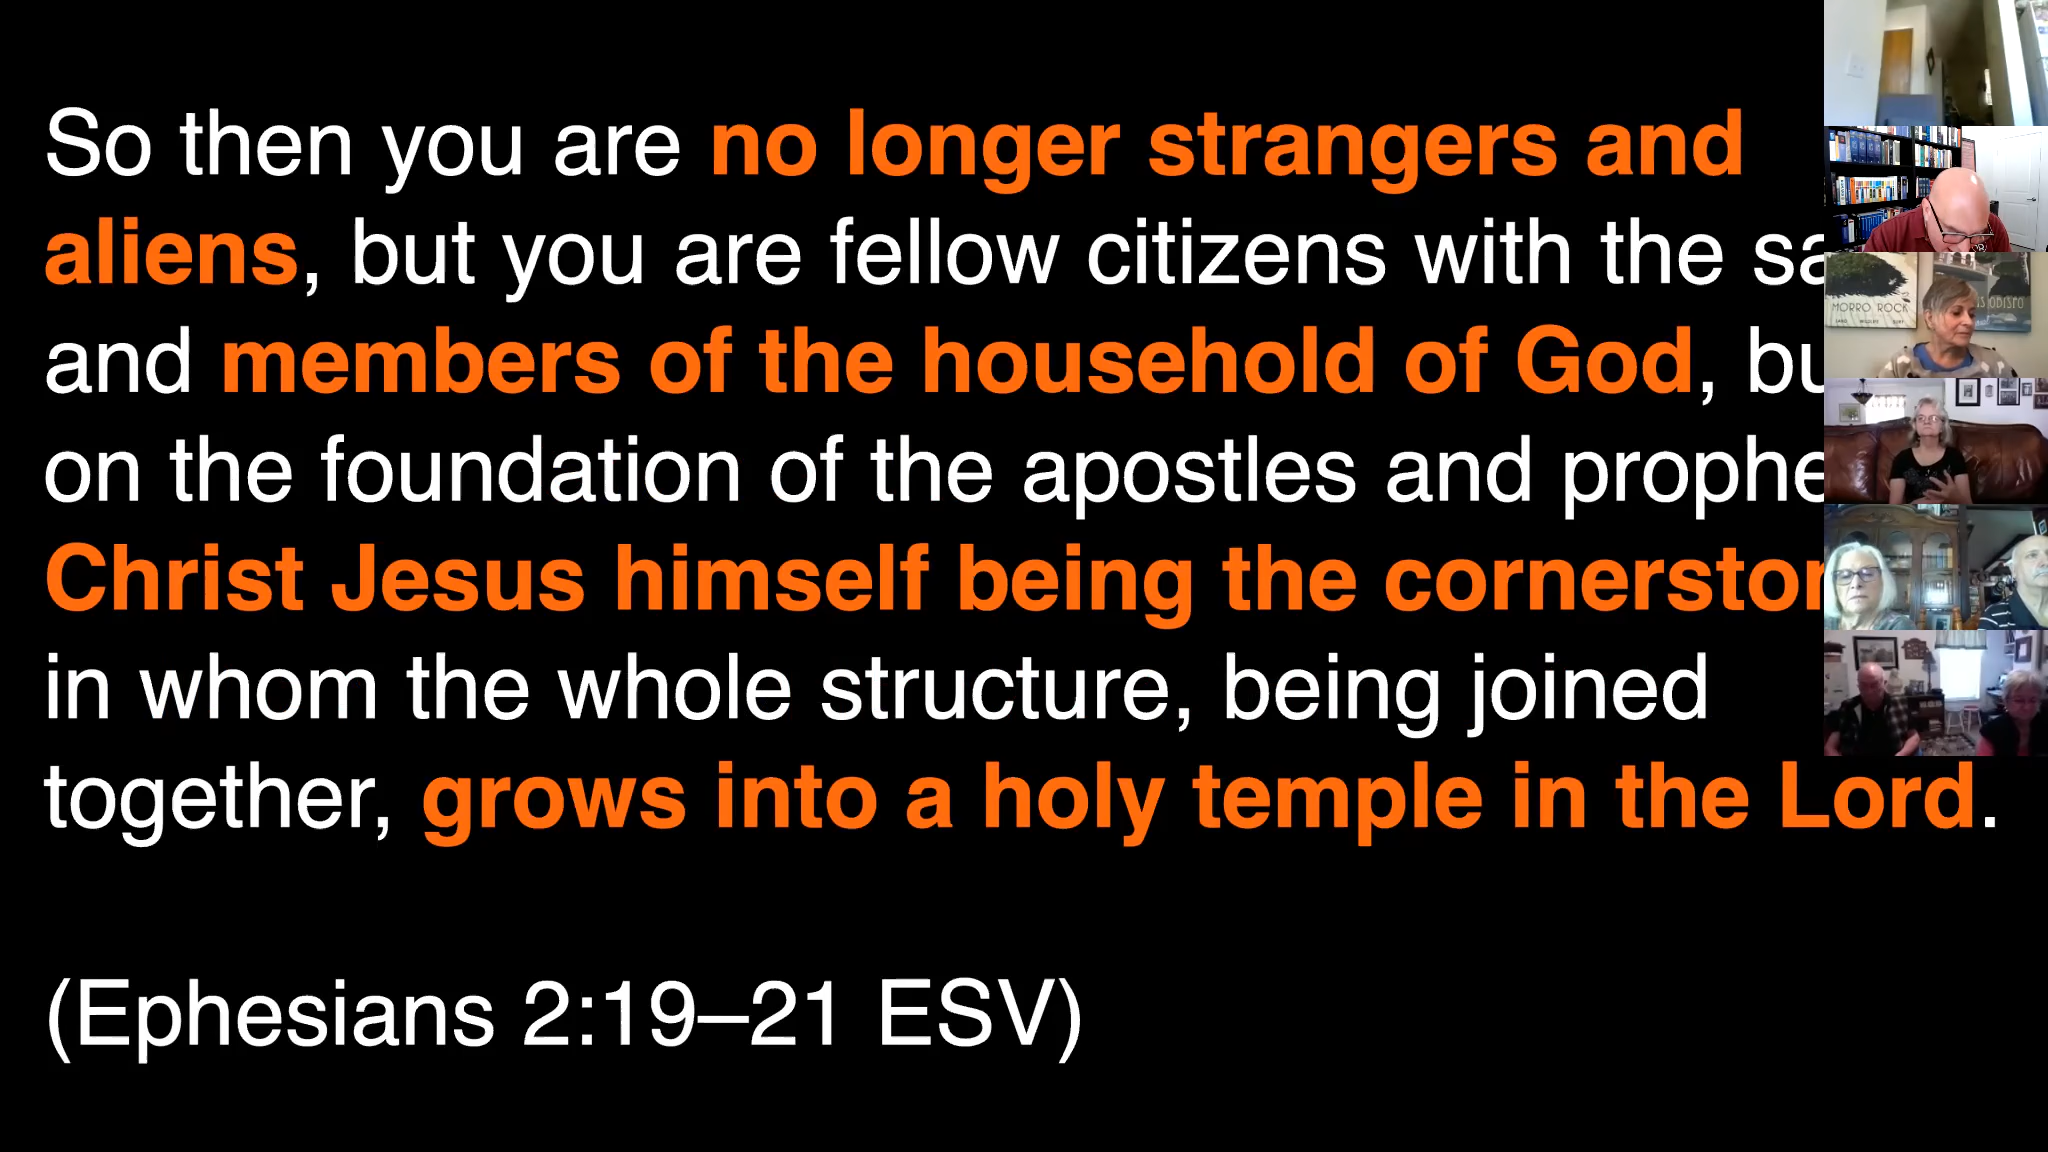 So then you are no longer strangers and
aliens, but you are fellow citizens with the sa
and members of the household of God, bu
on the foundation of the apostles and prophe
Christ Jesus himself being the cornerston
in whom the whole structure, being joined
together, grows into a holy temple in the Lord.
(Ephesians 2:19–21 ESV)
MORRO ROCK
IS OBISPO